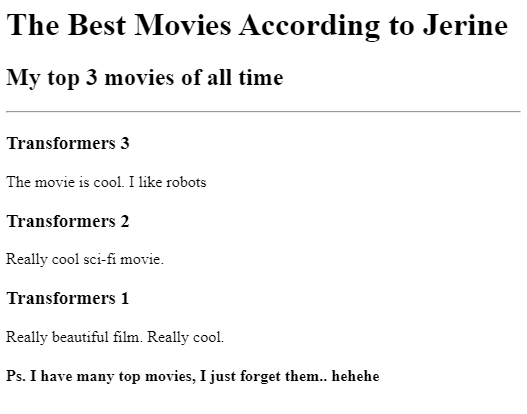 The Best Movies According to Jerine
My top 3 movies of all time
Transformers 3
The movie is cool. I like robots
Transformers 2
Really cool sci-fi movie.
Transformers 1
Really beautiful film. Really cool.
Ps. I have many top movies, I just forget them.. hehehe